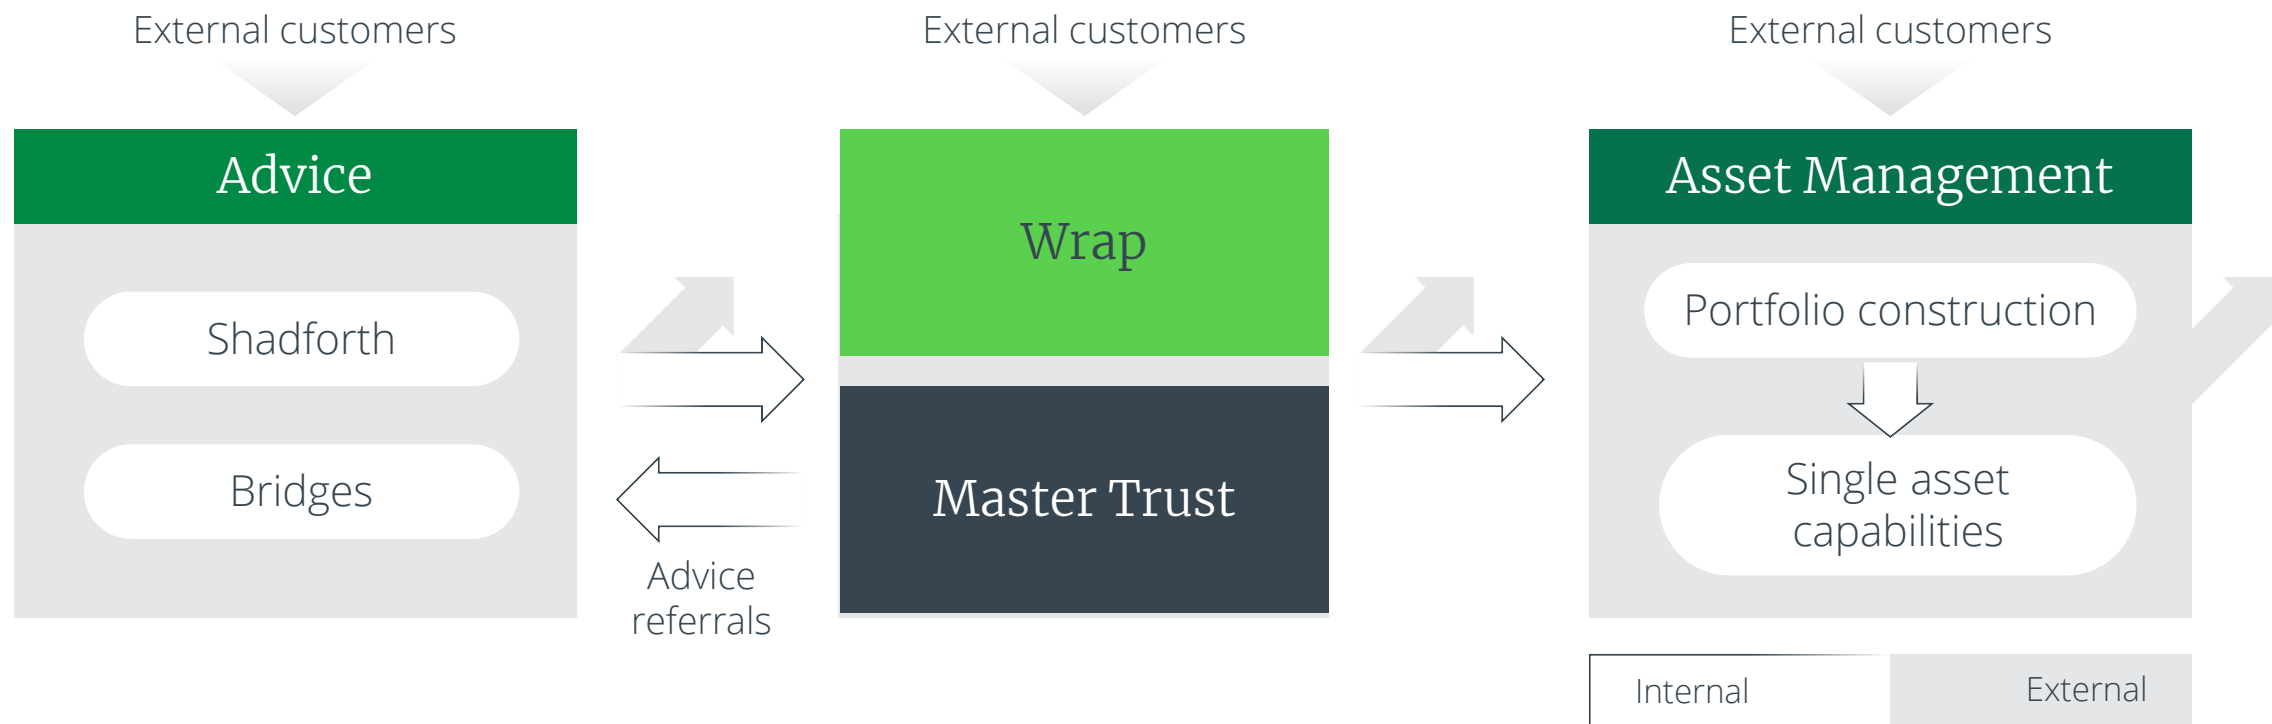 External customers
External customers
External customers
Advice
Shadforth
Bridges
Advice
referrals
Wrap
Master Trust
Asset Management
Portfolio construction
Single asset
capabilities
Internal
External